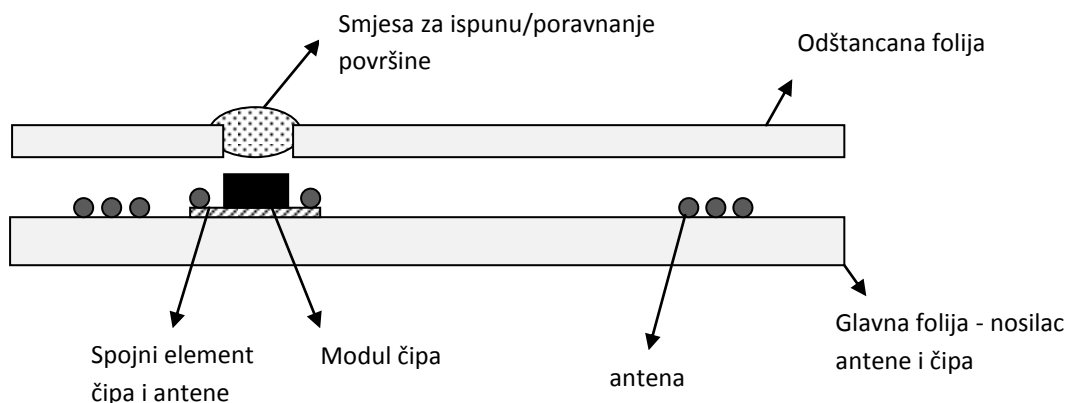 Smjesa za ispunu/poravnanje
površine
Odštancana folija
Spojni element
čipa i antene
Modul čipa
antena
Glavna folija - nosilac
antene i čipa